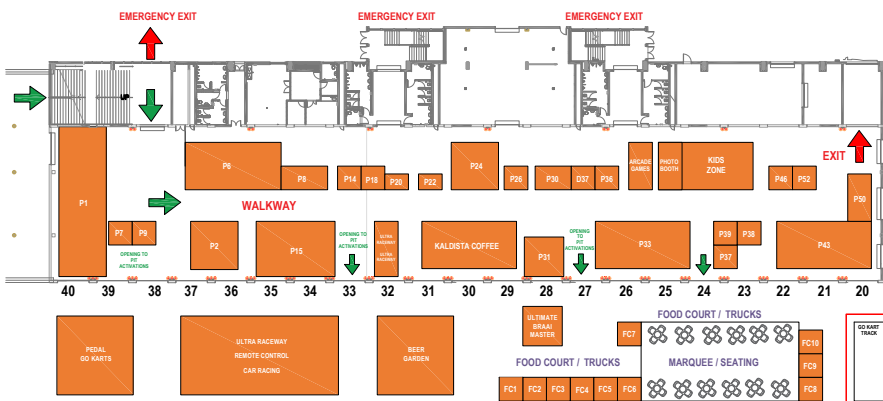 EMERGENCY EXIT
EMERGENCY EXIT
EMERGENCY EXIT
UP
P6
P8
P14
P18
P20
P22
P24
P26
P30
D37
P36
ARCADE
GAMES
PHOTO
BOOTH
KIDS
ZONE
EXIT
P46
P52
P50
P1
WALKWAY
P7
P9
OPENING TO
PIT
ACTIVATIONS
P2
P15
OPENING
TO
PIT
ACTIVATIONS
ULTRA
RACEWAY
ULTRA
RACEWAY
KALDISTA COFFEE
P31
OPENING
TO
PIT
ACTIVATIONS
P33
P39
P38
P37
P43
40 39 38 37 36 35 34 33 32 31 30 29 28 27 26 25 24 23 22 21 20
PEDAL
GO KARTS
ULTRA RACEWAY
REMOTE CONTROL
CAR RACING
BEER
GARDEN
ULTIMATE
BRAAI
MASTER
FOOD COURT / TRUCKS
FC7
FC10
GO KART
TRACK
FOOD COURT / TRUCKS
MARQUEE / SEATING
FC9
FC1 FC2 FC3 FC4 FC5 FC6
FC8